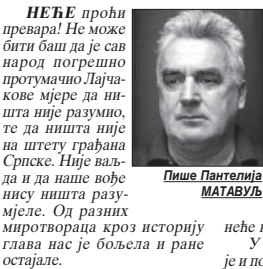 НЕЋЕ проћи
превара! Не може
бити баш да је сав
народ погрешно
протумачио Лајча-
кове мјере да ни-
шта није разумио,
те да ништа није
на штету грађана
Српске. Није ваљ-
да и да наше вође
нису ништа разу-
мјеле. Од разних
миротвораца кроз историју
глава нас је бољела и ране
остајале.
Пише Пантелија
МАТАВУЉ
неће
У
је и